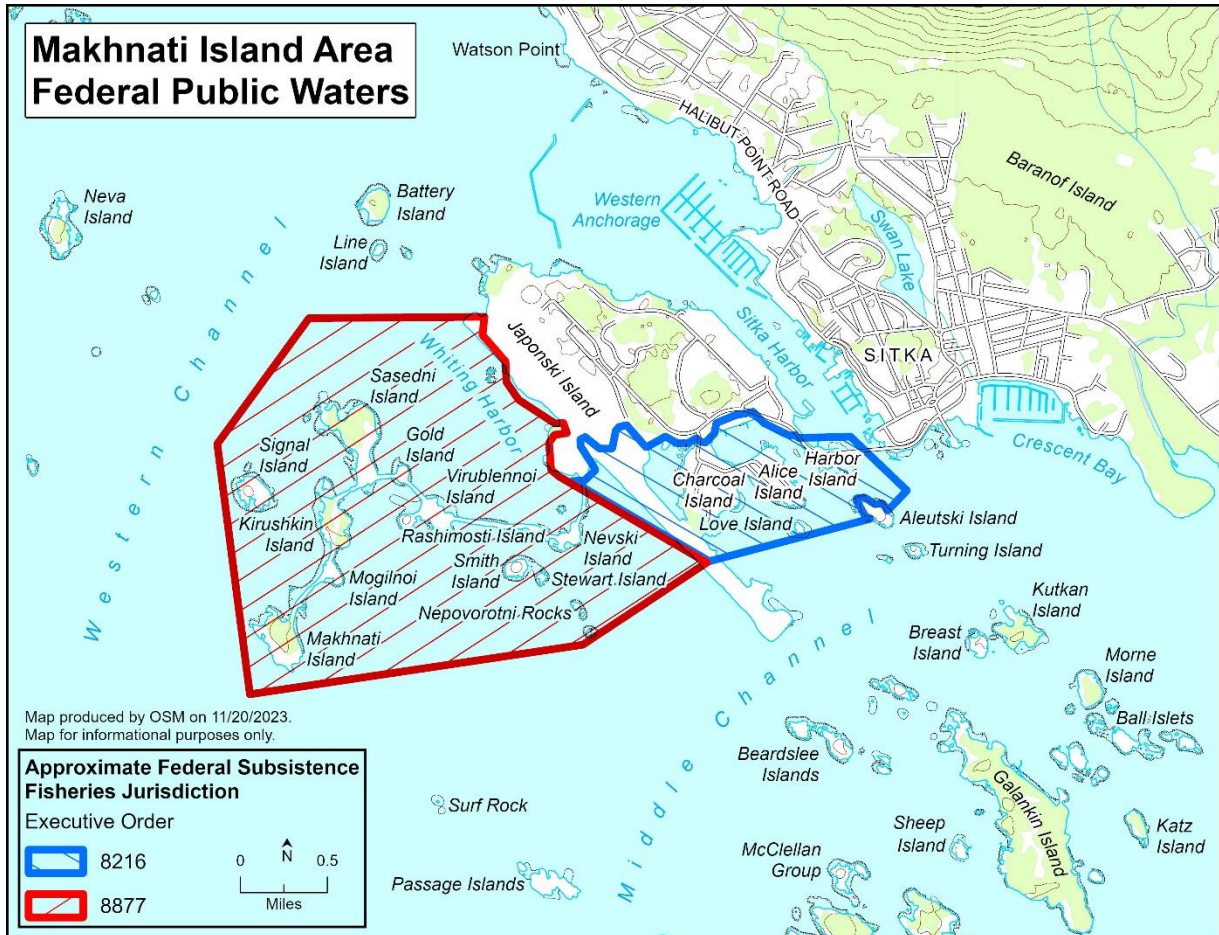 Makhnati Island Area
Federal Public Waters
Watson Point
HALIBUT POINT ROAD
Baranof Island
Neva
Island
Battery
Island
Line
Island
Western
Anchorage
Swan Lake
Western Channel
Whiting Harbor
Japonski Island
Sitka Harbor
SITKA
Crescent Bay
Sasedni
Island
Signal
Island
Gold
Island
Virublennoi
Island
Kirushkin
Island
Rashimosti Island
Charcoal
Island
Alice
Island
Harbor
Island
Love Island
Aleutski Island
Turning Island
Nevski
Island
Smith
Island
Stewart Island
Mogilnoi
Island
Nepovorotni Rocks
Makhnati
Island
Kutkan
Island
Breast
Island
Morne
Island
Ball Islets
Middle Channel
Beardslee
Islands
Galankin Island
Surf Rock
Sheep
Island
Katz
Island
McClellan
Group
Passage Islands
Map produced by OSM on 11/20/2023.
Map for informational purposes only.
Approximate Federal Subsistence
Fisheries Jurisdiction
Executive Order
8216
8877
N
0 0.5
Miles